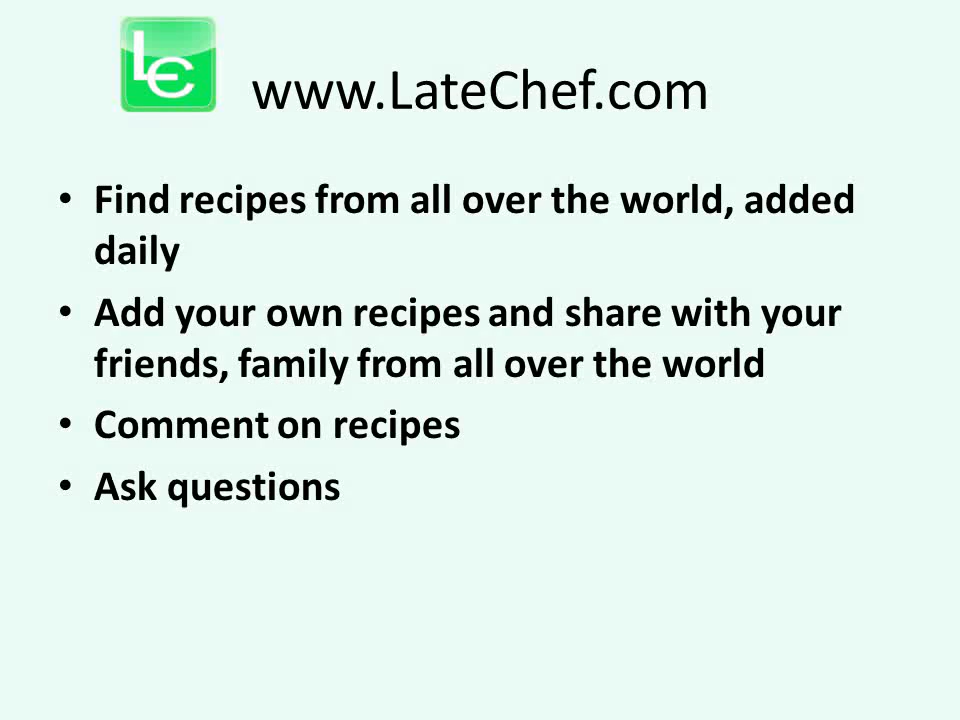 LC
www.LateChef.com
• Find recipes from all over the world, added
daily
• Add your own recipes and share with your
friends, family from all over the world
• Comment on recipes
• Ask questions